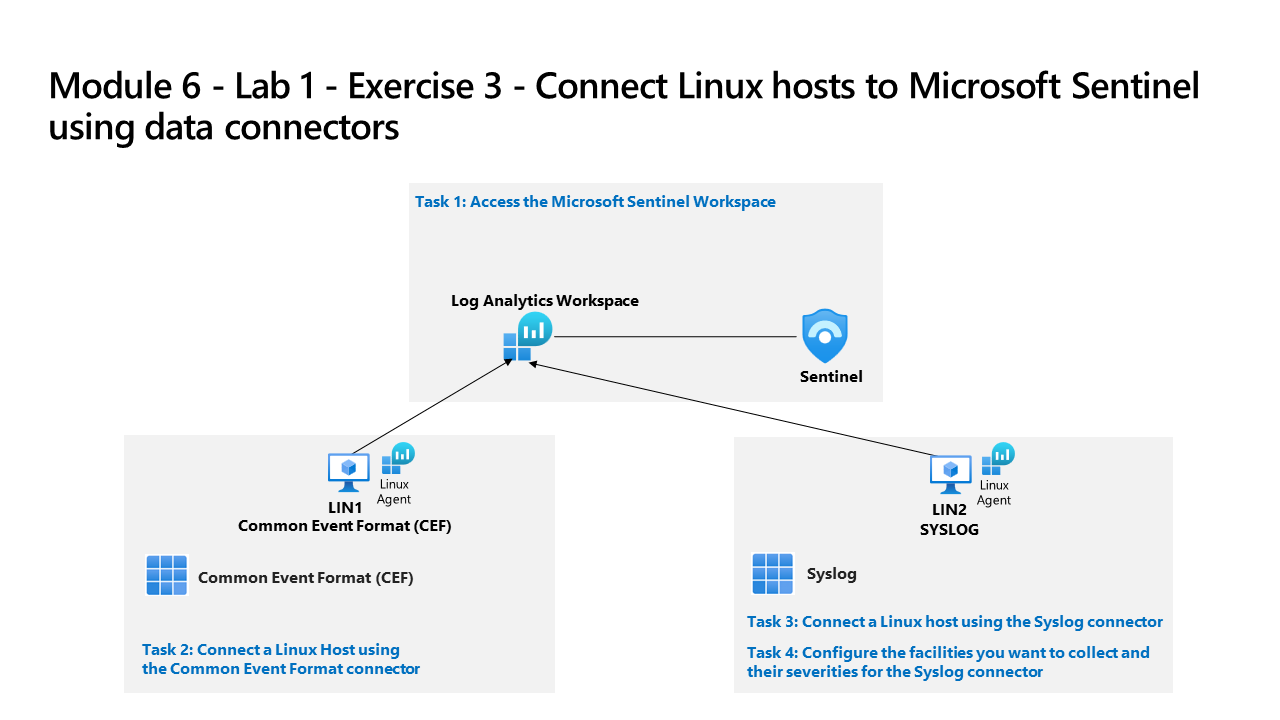 Module 6 - Lab 1 - Exercise 3 - Connect Linux hosts to Microsoft Sentinel
using data connectors
Task 1: Access the Microsoft Sentinel Workspace
Log Analytics Workspace
Sentinel
Linux
Agent
LIN1
Common Event Format (CEF)
Common Event Format (CEF)
Task 2: Connect a Linux Host using
the Common Event Format connector
Linux
Agent
LIN2
SYSLOG
Syslog
Task 3: Connect a Linux host using the Syslog connector
Task 4: Configure the facilities you want to collect and
their severities for the Syslog connector